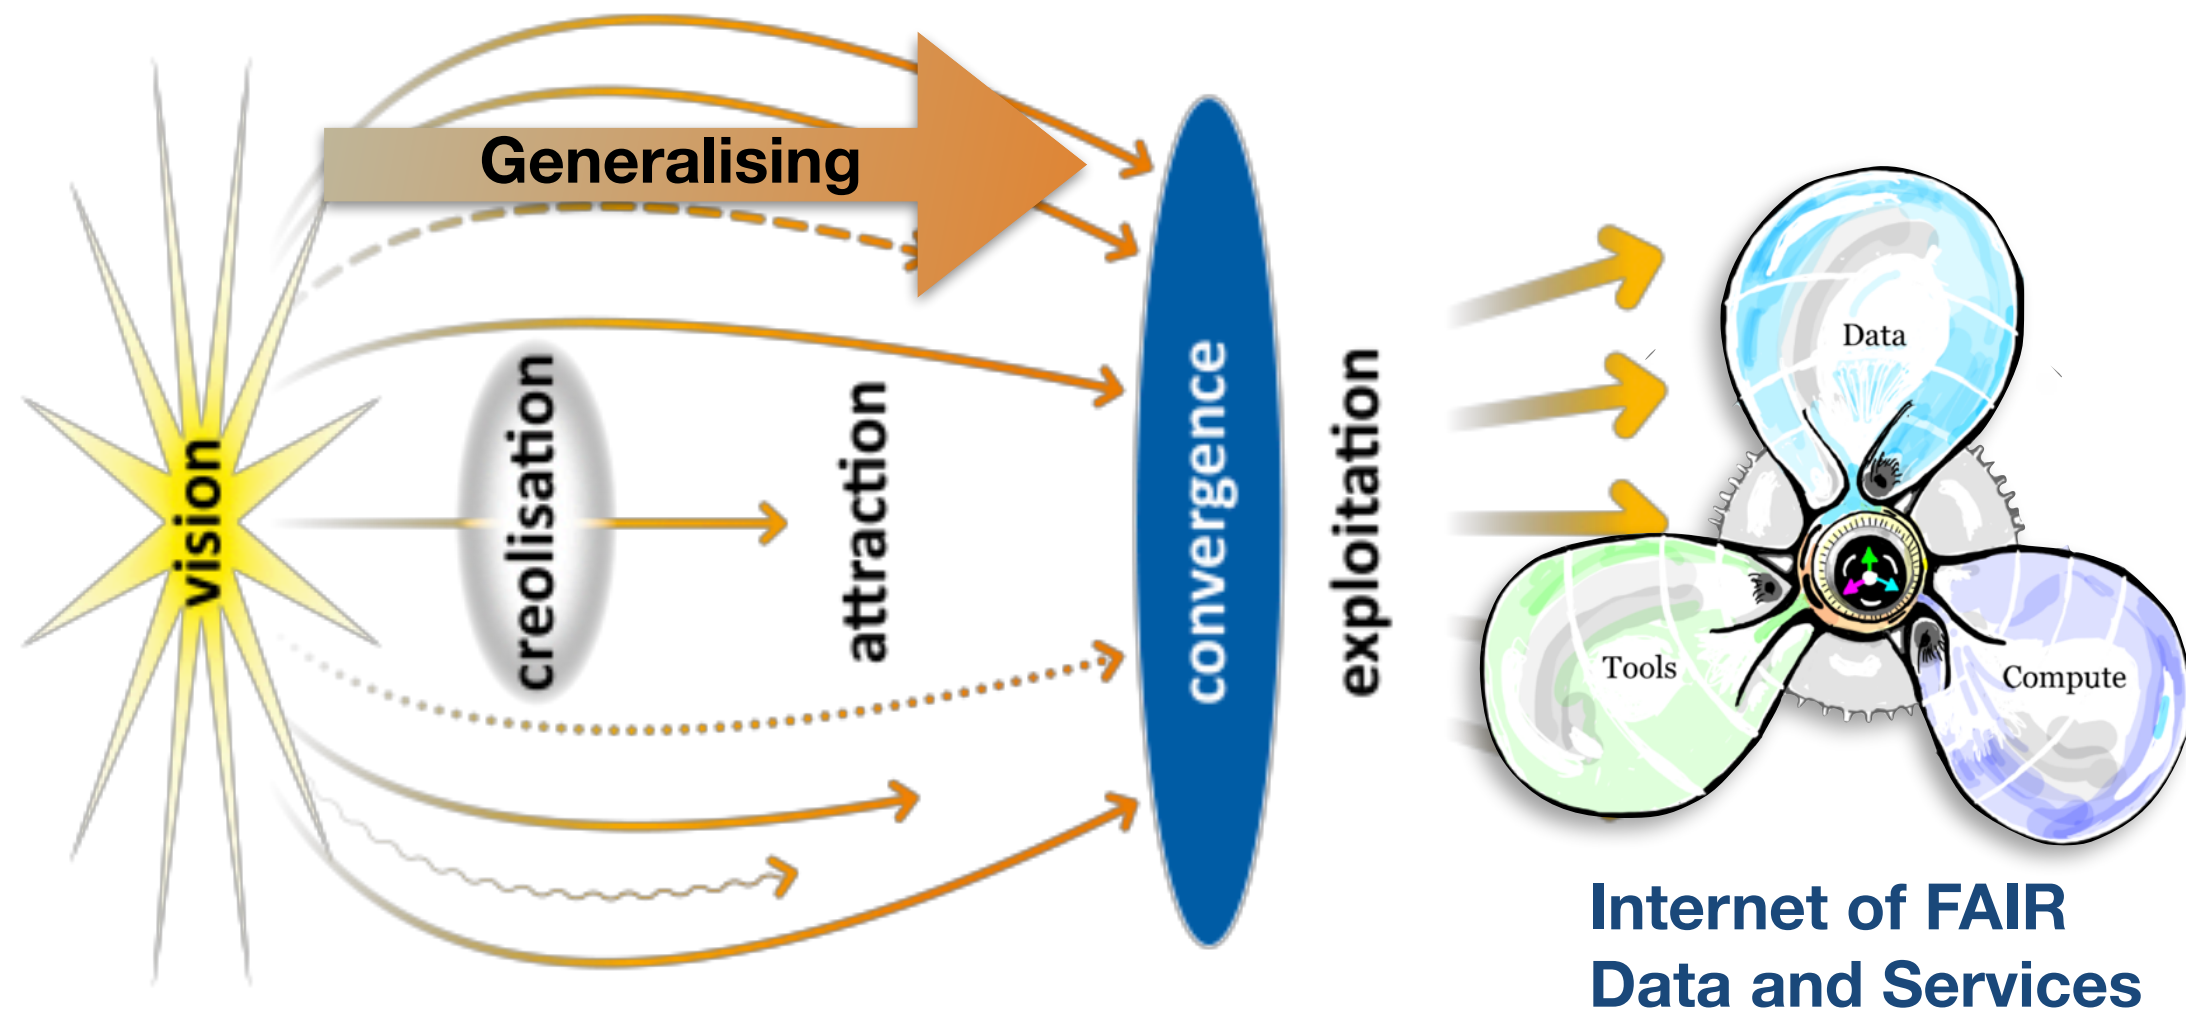 Generalising
vision
creolisation
attraction
convergence
exploitation
Data
Tools
Compute
Internet of FAIR
Data and Services